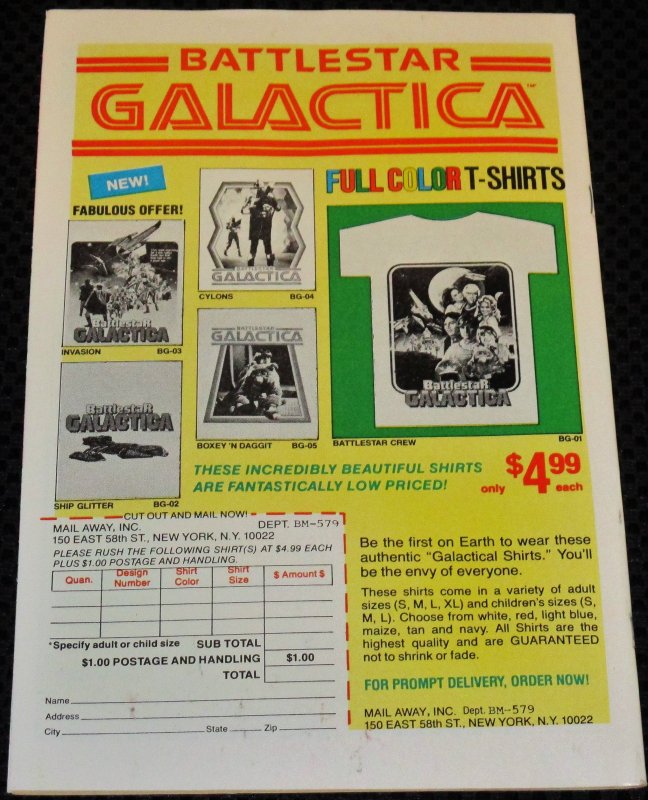 BATTLESTAR
GALACTICA™
NEW!
FABULOUS OFFER!
FULL COLOR T-SHIRTS
BattlestaR
GALACTICA
INVASION BG-03
BATTLESTAR
GALACTICA
CYLONS BG-04
BattlestaR
GALACTICA
SHIP GLITTER BG-02
BATTLESTAR
GALACTICA
BOXEY 'N DAGGIT BG-05
BattlestaR
GALACTICA
BATTLESTAR CREW BG-01
THESE INCREDIBLY BEAUTIFUL SHIRTS
ARE FANTASTICALLY LOW PRICED!
only $4.99 each
CUT OUT AND MAIL NOW!
MAIL AWAY, INC. DEPT. BM-579
150 EAST 58th ST., NEW YORK, N.Y. 10022
PLEASE RUSH THE FOLLOWING SHIRT(S) AT $4.99 EACH
PLUS $1.00 POSTAGE AND HANDLING.
Quan. Design Number Shirt Color Shirt Size $ Amount $
*Specify adult or child size SUB TOTAL
$1.00 POSTAGE AND HANDLING $1.00
TOTAL
Name
Address
City State Zip
Be the first on Earth to wear these
authentic "Galactical Shirts." You'll
be the envy of everyone.
These shirts come in a variety of adult
sizes (S, M, L, XL) and children's sizes (S,
M, L). Choose from white, red, light blue,
maize, tan and navy. All Shirts are the
highest quality and are GUARANTEED
not to shrink or fade.
FOR PROMPT DELIVERY, ORDER NOW!
MAIL AWAY, INC. Dept. BM-579
150 EAST 58th ST., NEW YORK, N.Y. 10022